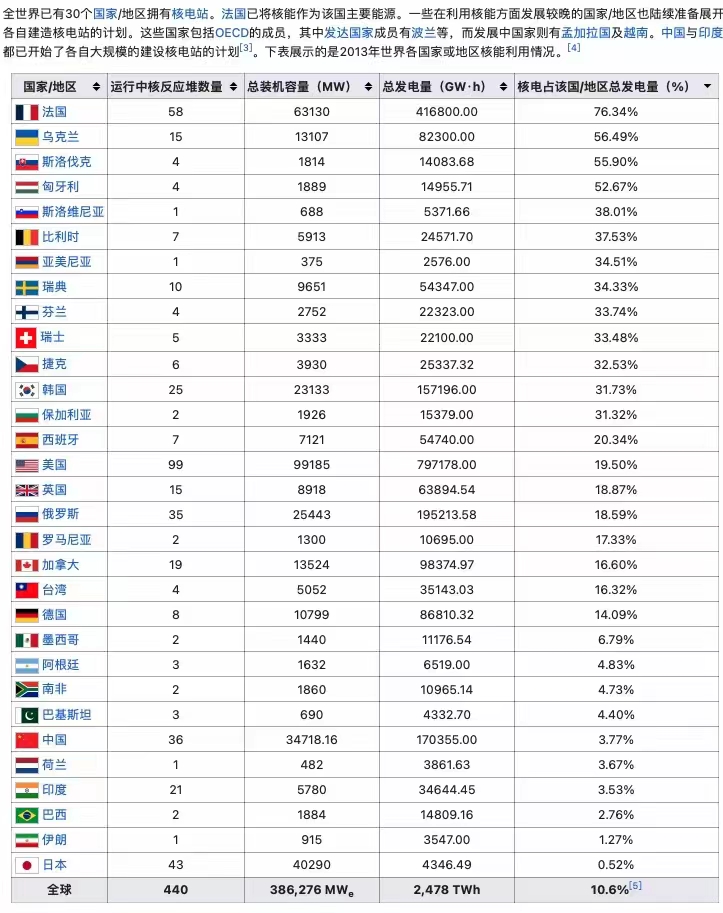 全世界已有30个国家/地区拥有核电站。法国已将核能作为该国主要能源。一些在利用核能方面发展较晚的国家/地区也陆续准备展开
各自建造核电站的计划。这些国家包括OECD的成员，其中发达国家成员有波兰等，而发展中国家则有孟加拉国及越南。中国与印度
都已开始了各自大规模的建设核电站的计划[3]。下表展示的是2013年世界各国家或地区核能利用情况。[4]
国家/地区 运行中核反应堆数量 总装机容量（MW） 总发电量（GW·h） 核电占该国/地区总发电量（%）
法国 58 63130 416800.00 76.34%
乌克兰 15 13107 82300.00 56.49%
斯洛伐克 4 1814 14083.68 55.90%
匈牙利 4 1889 14955.71 52.67%
斯洛维尼亚 1 688 5371.66 38.01%
比利时 7 5913 24571.70 37.53%
亚美尼亚 1 375 2576.00 34.51%
瑞典 10 9651 54347.00 34.33%
芬兰 4 2752 22323.00 33.74%
瑞士 5 3333 22100.00 33.48%
捷克 6 3930 25337.32 32.53%
韩国 25 23133 157196.00 31.73%
保加利亚 2 1926 15379.00 31.32%
西班牙 7 7121 54740.00 20.34%
美国 99 99185 797178.00 19.50%
英国 15 8918 63894.54 18.87%
俄罗斯 35 25443 195213.58 18.59%
罗马尼亚 2 1300 10695.00 17.33%
加拿大 19 13524 98374.97 16.60%
台湾 4 5052 35143.03 16.32%
德国 8 10799 86810.32 14.09%
墨西哥 2 1440 11176.54 6.79%
阿根廷 3 1632 6519.00 4.83%
南非 2 1860 10965.14 4.73%
巴基斯坦 3 690 4332.70 4.40%
中国 36 34718.16 170355.00 3.77%
荷兰 1 482 3861.63 3.67%
印度 21 5780 34644.45 3.53%
巴西 2 1884 14809.16 2.76%
伊朗 1 915 3547.00 1.27%
日本 43 40290 4346.49 0.52%
全球 440 386,276 MWe 2,478 TWh 10.6%[5]